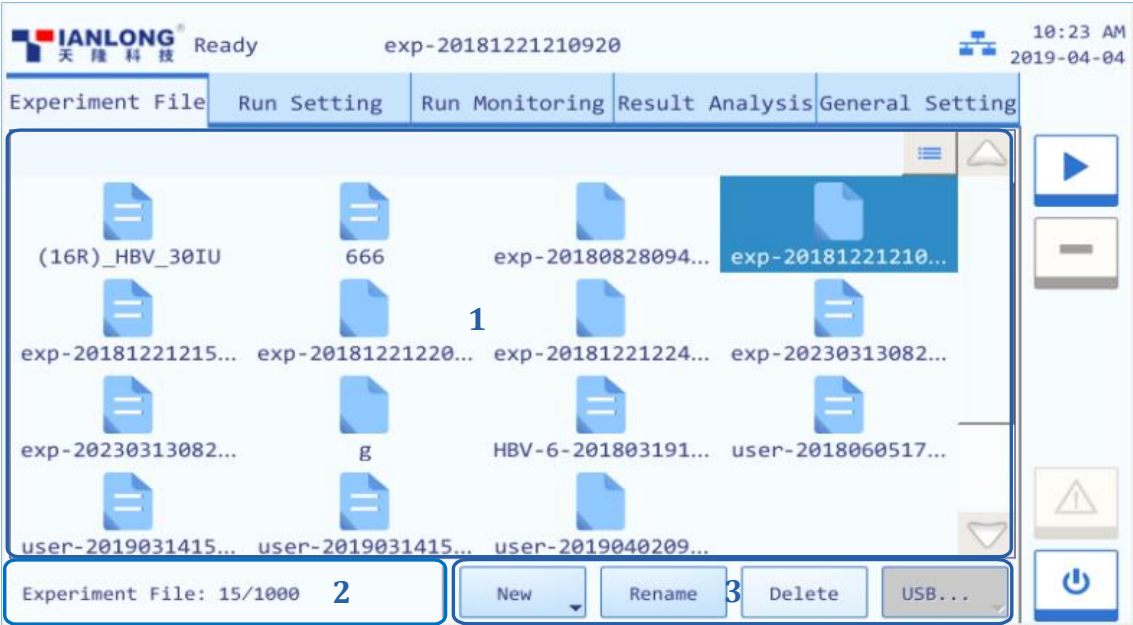 IANLONG® Ready exp-20181221210920 10:23 AM
天隆科技 2019-04-04
Experiment File Run Setting Run Monitoring Result Analysis General Setting
(16R)_HBV_30IU 666 exp-20180828094... exp-20181221210...
1
exp-20181221215... exp-20181221220... exp-20181221224... exp-20230313082...
exp-20230313082... g HBV-6-201803191... user-2018060517...
user-2019031415... user-2019031415... user-2019040209...
Experiment File: 15/1000 2 New Rename 3 Delete USB...